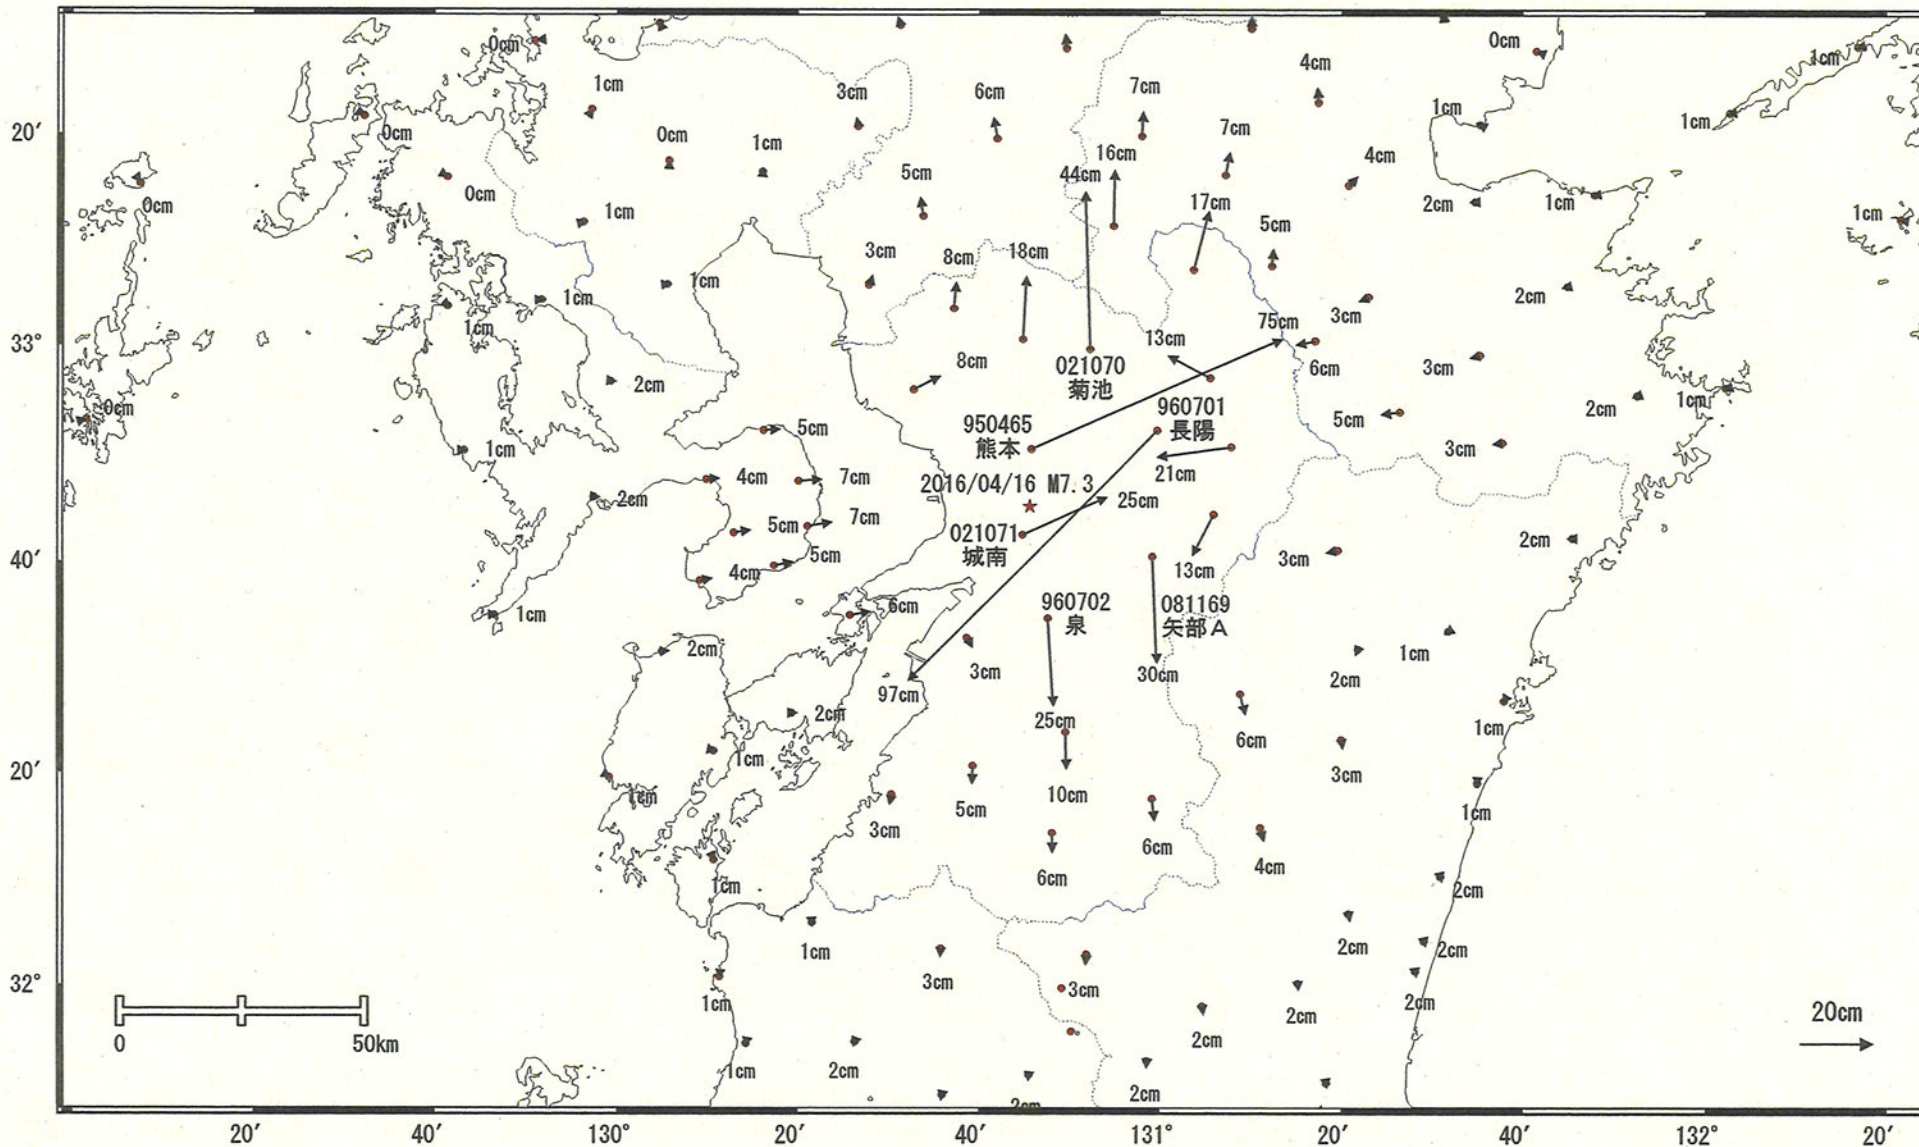 0cm
0cm
1cm
4cm
1cm
3cm
6cm
7cm
20′
0cm
0cm
1cm
7cm
1cm
1cm
16cm
4cm
44cm
5cm
0cm
0cm
1cm
17cm
2cm
1cm
1cm
5cm
3cm
8cm
18cm
1cm
1cm
2cm
1cm
75cm
3cm
33°
13cm
8cm
021070
菊池
6cm
3cm
2cm
0cm
2cm
1cm
960701
長陽
950465
熊本
5cm
5cm
1cm
3cm
4cm
7cm
21cm
2016/04/16 M7.3
2cm
25cm
7cm
5cm
021071
城南
2cm
40′
5cm
4cm
3cm
13cm
1cm
6cm
960702
泉
081169
矢部A
2cm
3cm
30cm
2cm
1cm
97cm
2cm
25cm
1cm
6cm
1cm
20′
1cm
5cm
10cm
3cm
1cm
3cm
6cm
6cm
4cm
1cm
2cm
1cm
3cm
2cm
2cm
32°
1cm
3cm
2cm
2cm
2cm
20cm
0
50km
1cm
2cm
2cm
2cm
20′
40′
130°
20′
40′
131°
20′
40′
132°
20′